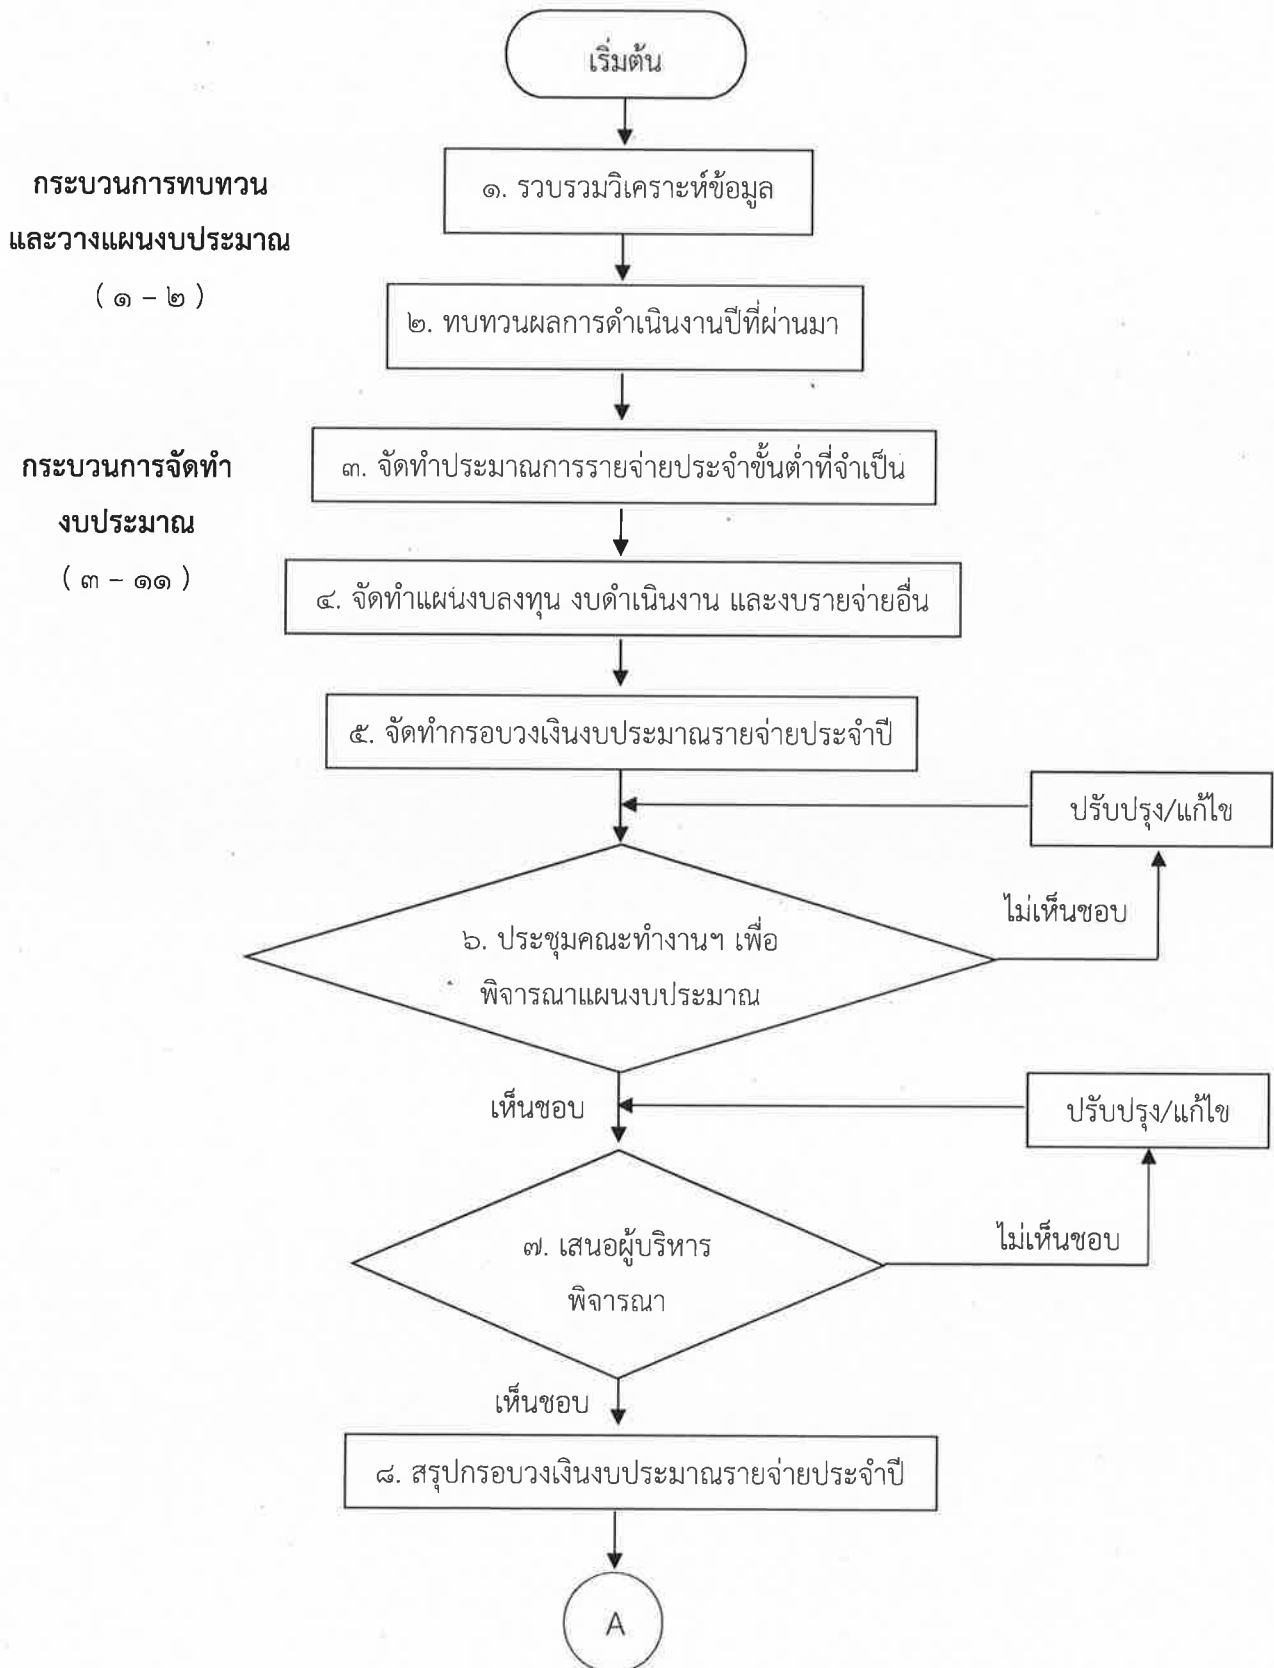 เริ่มต้น
กระบวนการทบทวน
และวางแผนงบประมาณ
( ๑ – ๒ )
๑. รวบรวมวิเคราะห์ข้อมูล
๒. ทบทวนผลการดำเนินงานปีที่ผ่านมา
กระบวนการจัดทำ
งบประมาณ
( ๓ – ๑๑ )
๓. จัดทำประมาณการรายจ่ายประจำขั้นต่ำที่จำเป็น
๔. จัดทำแผนงบลงทุน งบดำเนินงาน และงบรายจ่ายอื่น
๕. จัดทำกรอบวงเงินงบประมาณรายจ่ายประจำปี
ปรับปรุง/แก้ไข
ไม่เห็นชอบ
๖. ประชุมคณะทำงานฯ เพื่อ
พิจารณาแผนงบประมาณ
เห็นชอบ
ปรับปรุง/แก้ไข
ไม่เห็นชอบ
๗. เสนอผู้บริหาร
พิจารณา
เห็นชอบ
๘. สรุปกรอบวงเงินงบประมาณรายจ่ายประจำปี
A